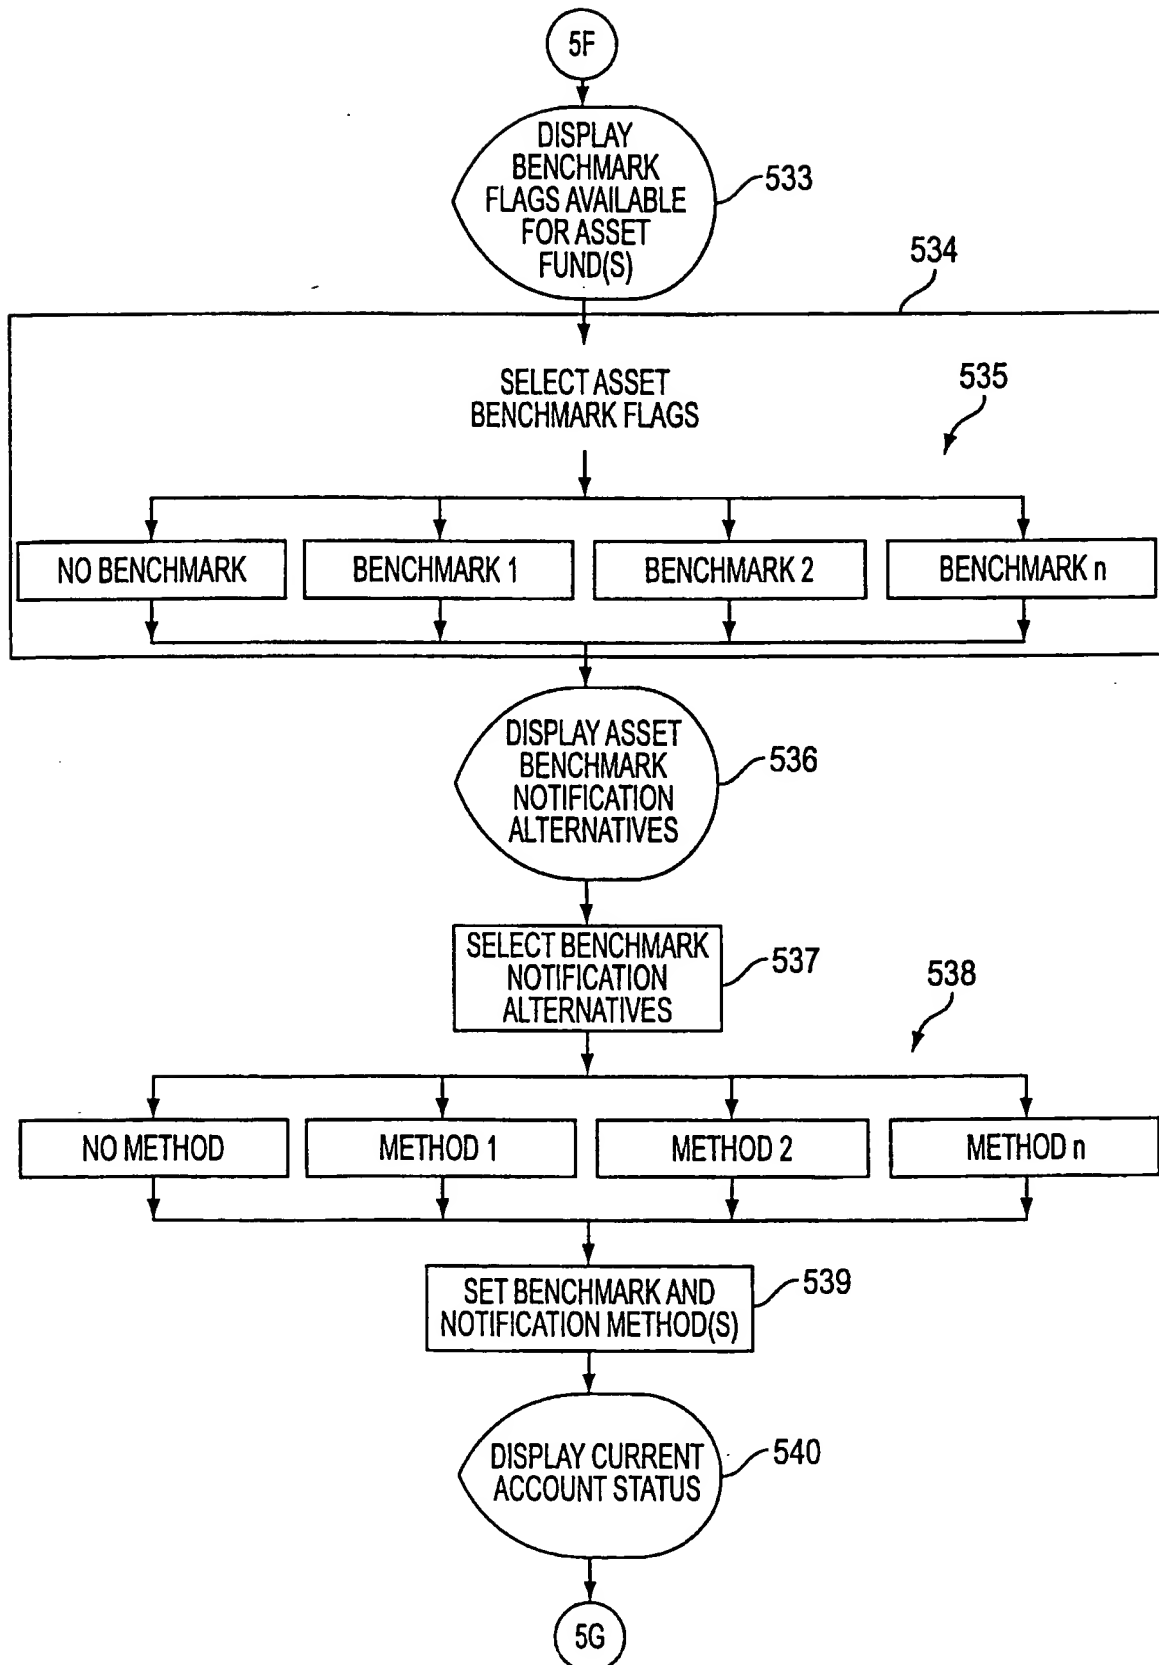 5F
DISPLAY
BENCHMARK
FLAGS AVAILABLE
FOR ASSET
FUND(S)
533
534
SELECT ASSET
BENCHMARK FLAGS
535
NO BENCHMARK
BENCHMARK 1
BENCHMARK 2
BENCHMARK n
DISPLAY ASSET
BENCHMARK
NOTIFICATION
ALTERNATIVES
536
SELECT BENCHMARK
NOTIFICATION
ALTERNATIVES
537
538
NO METHOD
METHOD 1
METHOD 2
METHOD n
SET BENCHMARK AND
NOTIFICATION METHOD(S)
539
DISPLAY CURRENT
ACCOUNT STATUS
540
5G